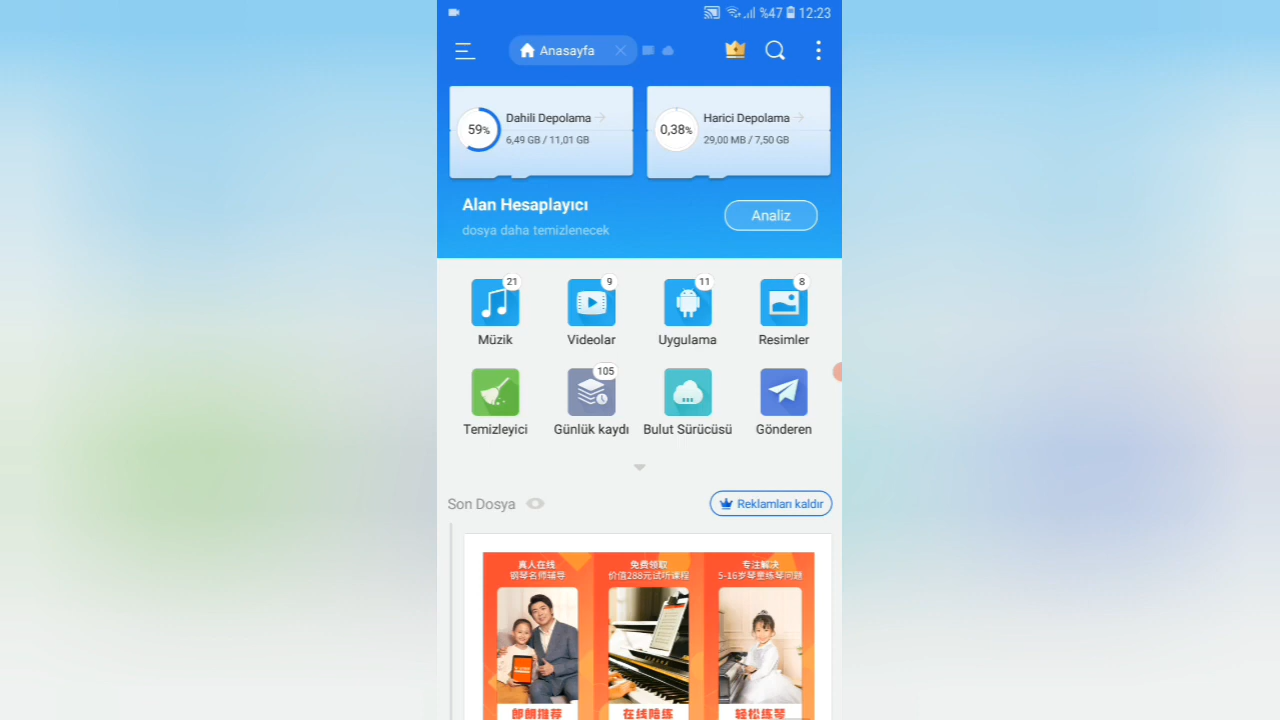 %47 12:23
Anasayfa
59%
Dahili Depolama
6,49 GB / 11,01 GB
0,38%
Harici Depolama
29,00 MB / 7,50 GB
Alan Hesaplayıcı
dosya daha temizlenecek
Analiz
21
Müzik
9
Videolar
11
Uygulama
8
Resimler
Temizleyici
105
Günlük kaydı
Bulut Sürücüsü
Gönderen
Son Dosya
Reklamları kaldır
真人在线
钢琴名师辅导
免费领取
价值288元试听课程
专注解决
5-16岁琴童练琴问题
郎朗推荐
在线陪练
轻松练琴